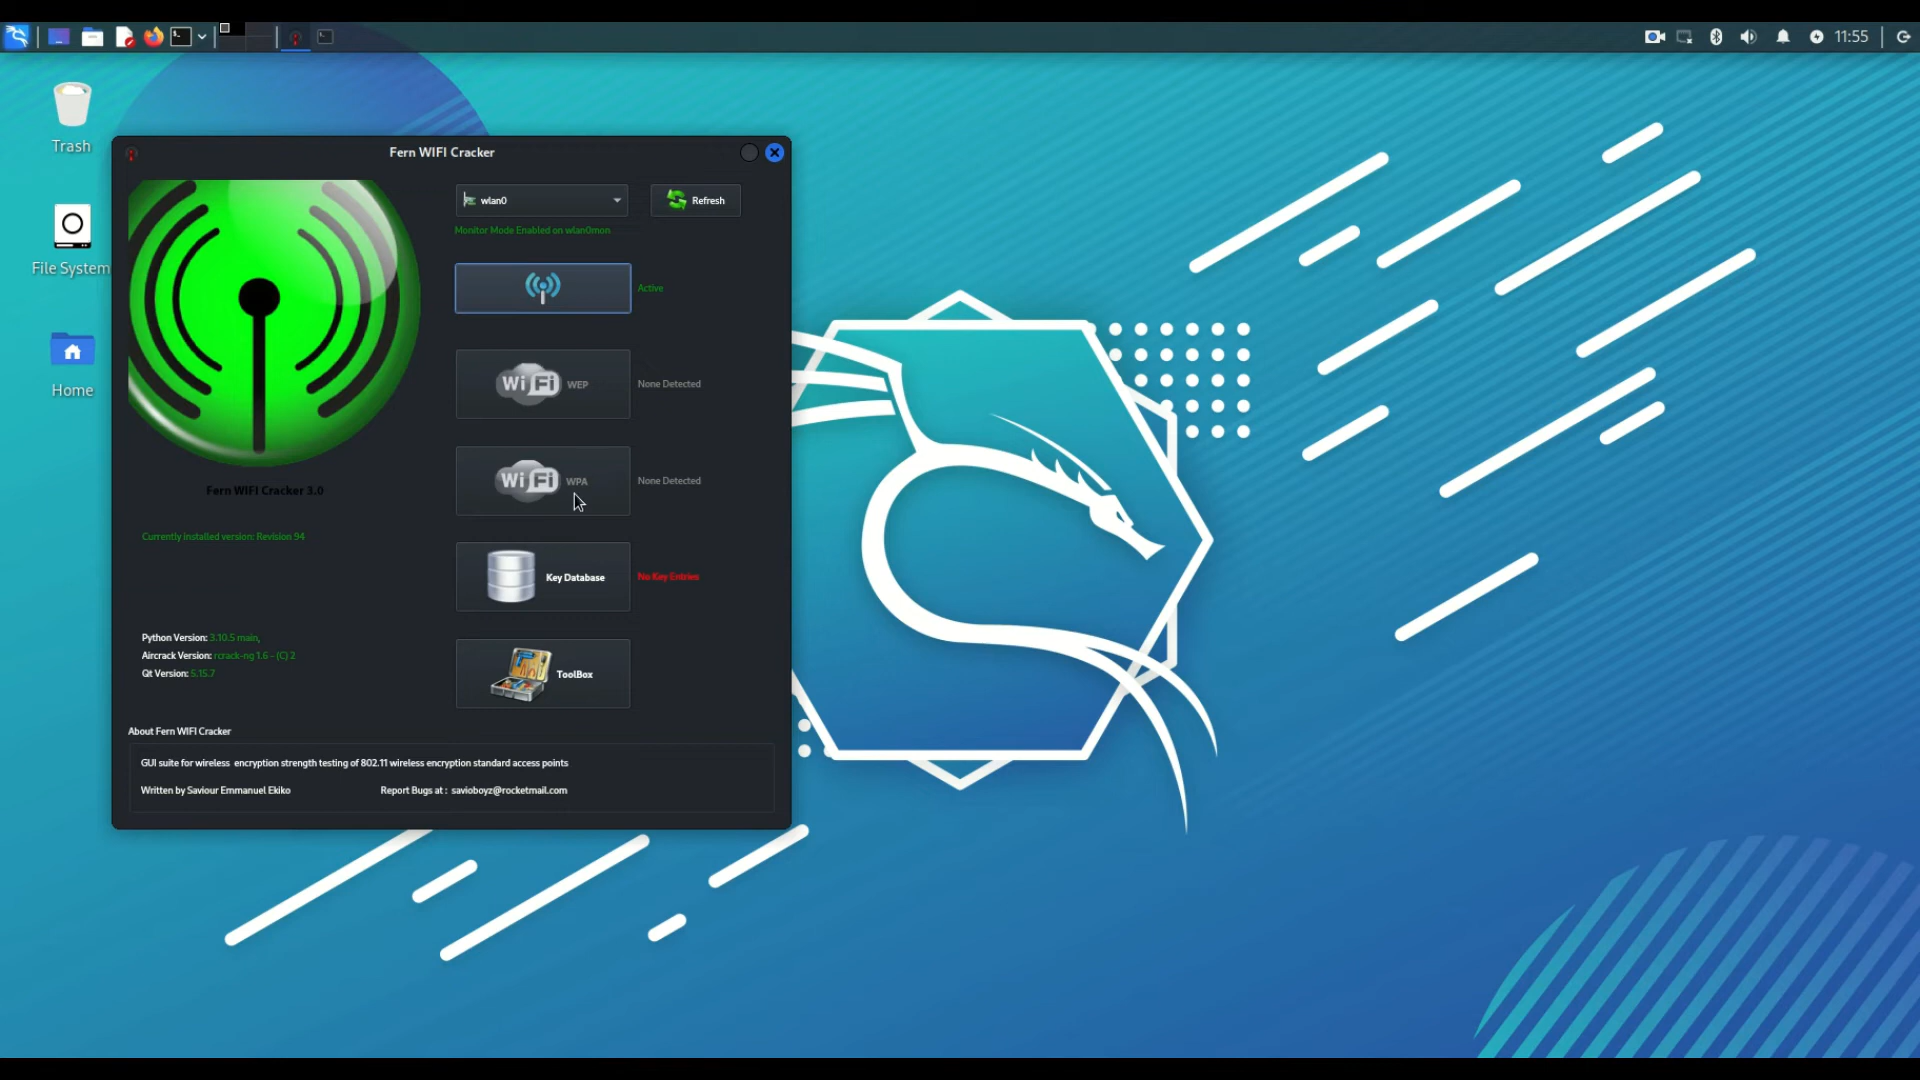 11:55
Trash
File System
Home
Fern WIFI Cracker
wlan0
Refresh
Monitor Mode Enabled on wlan0mon
Active
WiFi WEP
None Detected
WiFi WPA
None Detected
Fern WIFI Cracker 3.0
Currently installed version: Revision 94
Key Database
No Key Entries
Python Version: 3.10.5 main,
Aircrack Version: rcrack-ng 1.6 - (C) 2
Qt Version: 5.15.7
ToolBox
About Fern WIFI Cracker
GUI suite for wireless encryption strength testing of 802.11 wireless encryption standard access points
Written by Saviour Emmanuel Ekiko
Report Bugs at : savioboyz@rocketmail.com